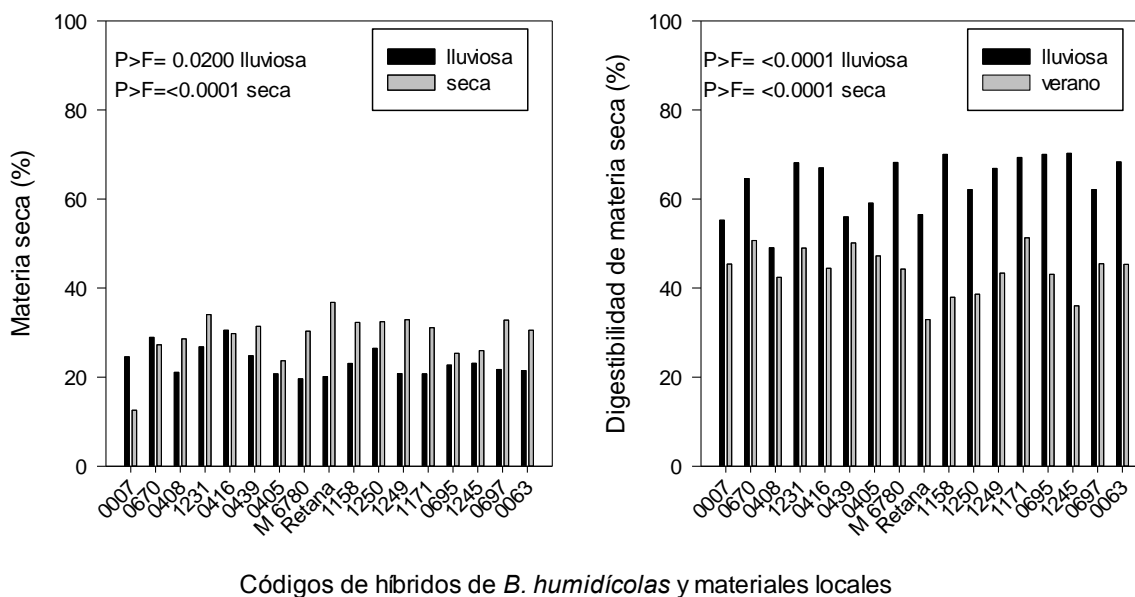 100
80
60
40
20
0
Materia seca (%)
P>F= 0.0200 lluviosa
P>F=<0.0001 seca
lluviosa
seca
0007
0670
0408
1231
0416
0439
0405
M 6780
Retana
1158
1250
1249
1171
0695
1245
0697
0063
100
80
60
40
20
0
Digestibilidad de materia seca (%)
P>F= <0.0001 lluviosa
P>F= <0.0001 seca
lluviosa
verano
0007
0670
0408
1231
0416
0439
0405
M 6780
Retana
1158
1250
1249
1171
0695
1245
0697
0063
Códigos de híbridos de B. humidícolas y materiales locales